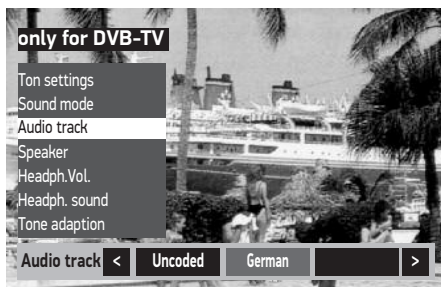 only for DVB-TV
Ton settings
Sound mode
Audio track
Speaker
Headph.Vol.
Headph. sound
Tone adaption
Audio track < Uncoded German >